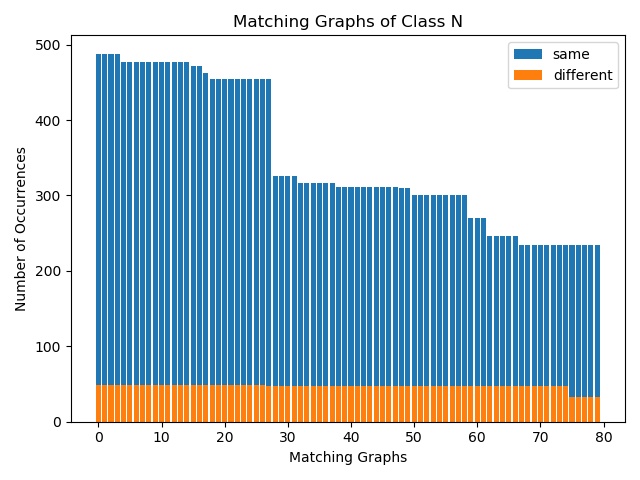 Matching Graphs of Class N
same
different
Number of Occurrences
500
400
300
200
100
0
0 10 20 30 40 50 60 70 80
Matching Graphs